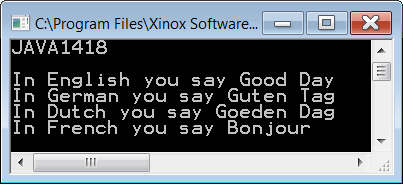 C:\Program Files\Xinox Software...
JAVA1418
In English you say Good Day
In German you say Guten Tag
In Dutch you say Goeden Dag
In French you say Bonjour